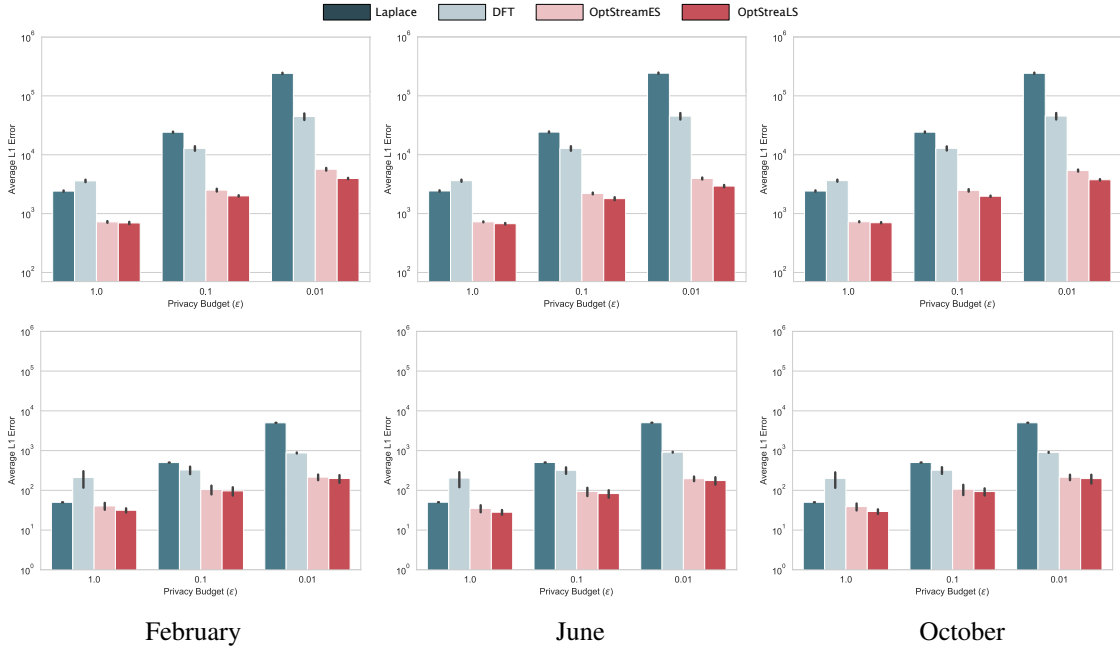 Laplace DFT OptStreamES OptStreaLS
10^6
10^5
10^4
10^3
10^2
Average L1 Error
1.0 0.1 0.01
Privacy Budget (ε)
10^6
10^5
10^4
10^3
10^2
Average L1 Error
1.0 0.1 0.01
Privacy Budget (ε)
10^6
10^5
10^4
10^3
10^2
Average L1 Error
1.0 0.1 0.01
Privacy Budget (ε)
10^6
10^5
10^4
10^3
10^2
10^1
10^0
Average L1 Error
1.0 0.1 0.01
Privacy Budget (ε)
10^6
10^5
10^4
10^3
10^2
10^1
10^0
Average L1 Error
1.0 0.1 0.01
Privacy Budget (ε)
10^6
10^5
10^4
10^3
10^2
10^1
10^0
Average L1 Error
1.0 0.1 0.01
Privacy Budget (ε)
February June October